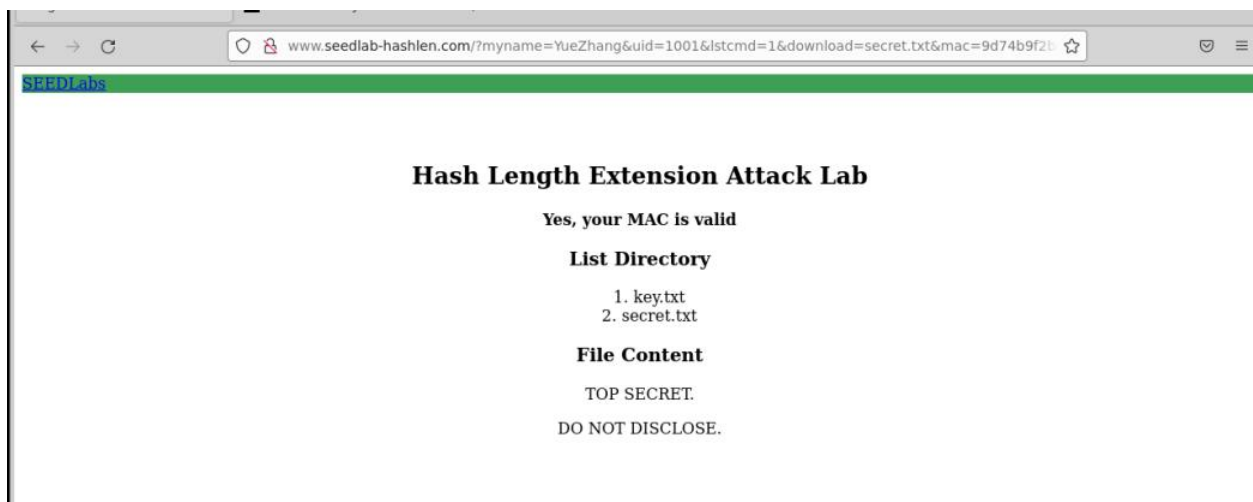 www.seedlab-hashlen.com/?myname=YueZhang&uid=1001&lstcmd=1&download=secret.txt&mac=9d74b9f2b
SEEDLabs
Hash Length Extension Attack Lab
Yes, your MAC is valid
List Directory
1. key.txt
2. secret.txt
File Content
TOP SECRET.
DO NOT DISCLOSE.